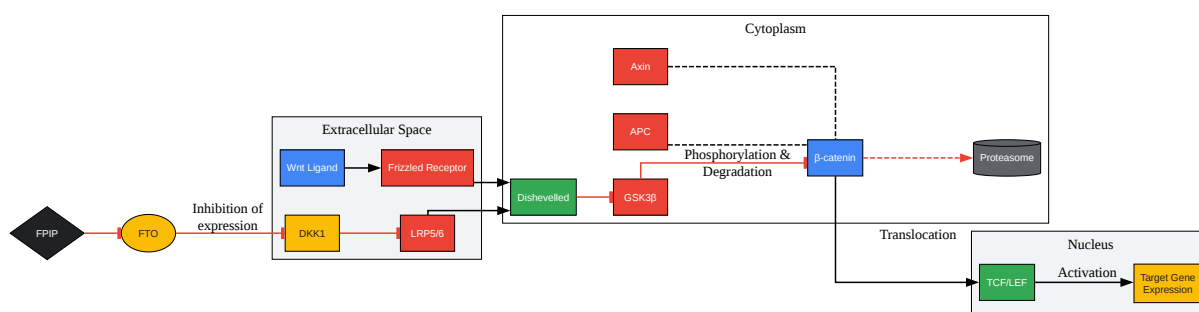 Cytoplasm
Axin
APC
Extracellular Space
Wnt Ligand
Frizzled Receptor
Phosphorylation &
Degradation
β-catenin
Proteasome
Dishevelled
GSK3β
FPIP
FTO
Inhibition of
expression
DKK1
LRP5/6
Translocation
Nucleus
TCF/LEF
Activation
Target Gene
Expression